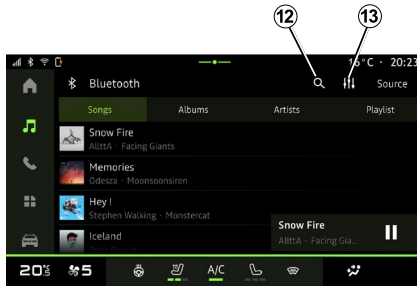 12 13
16°C · 20:23
Bluetooth Source
Songs Albums Artists Playlist
Snow Fire
AllttA · Facing Giants
Memories
Odesza · Moonsoonsiren
Hey !
Stephen Walking · Monstercat
Iceland
Snow Fire
AllttA · Facing Gia...
20°5 5 A/C